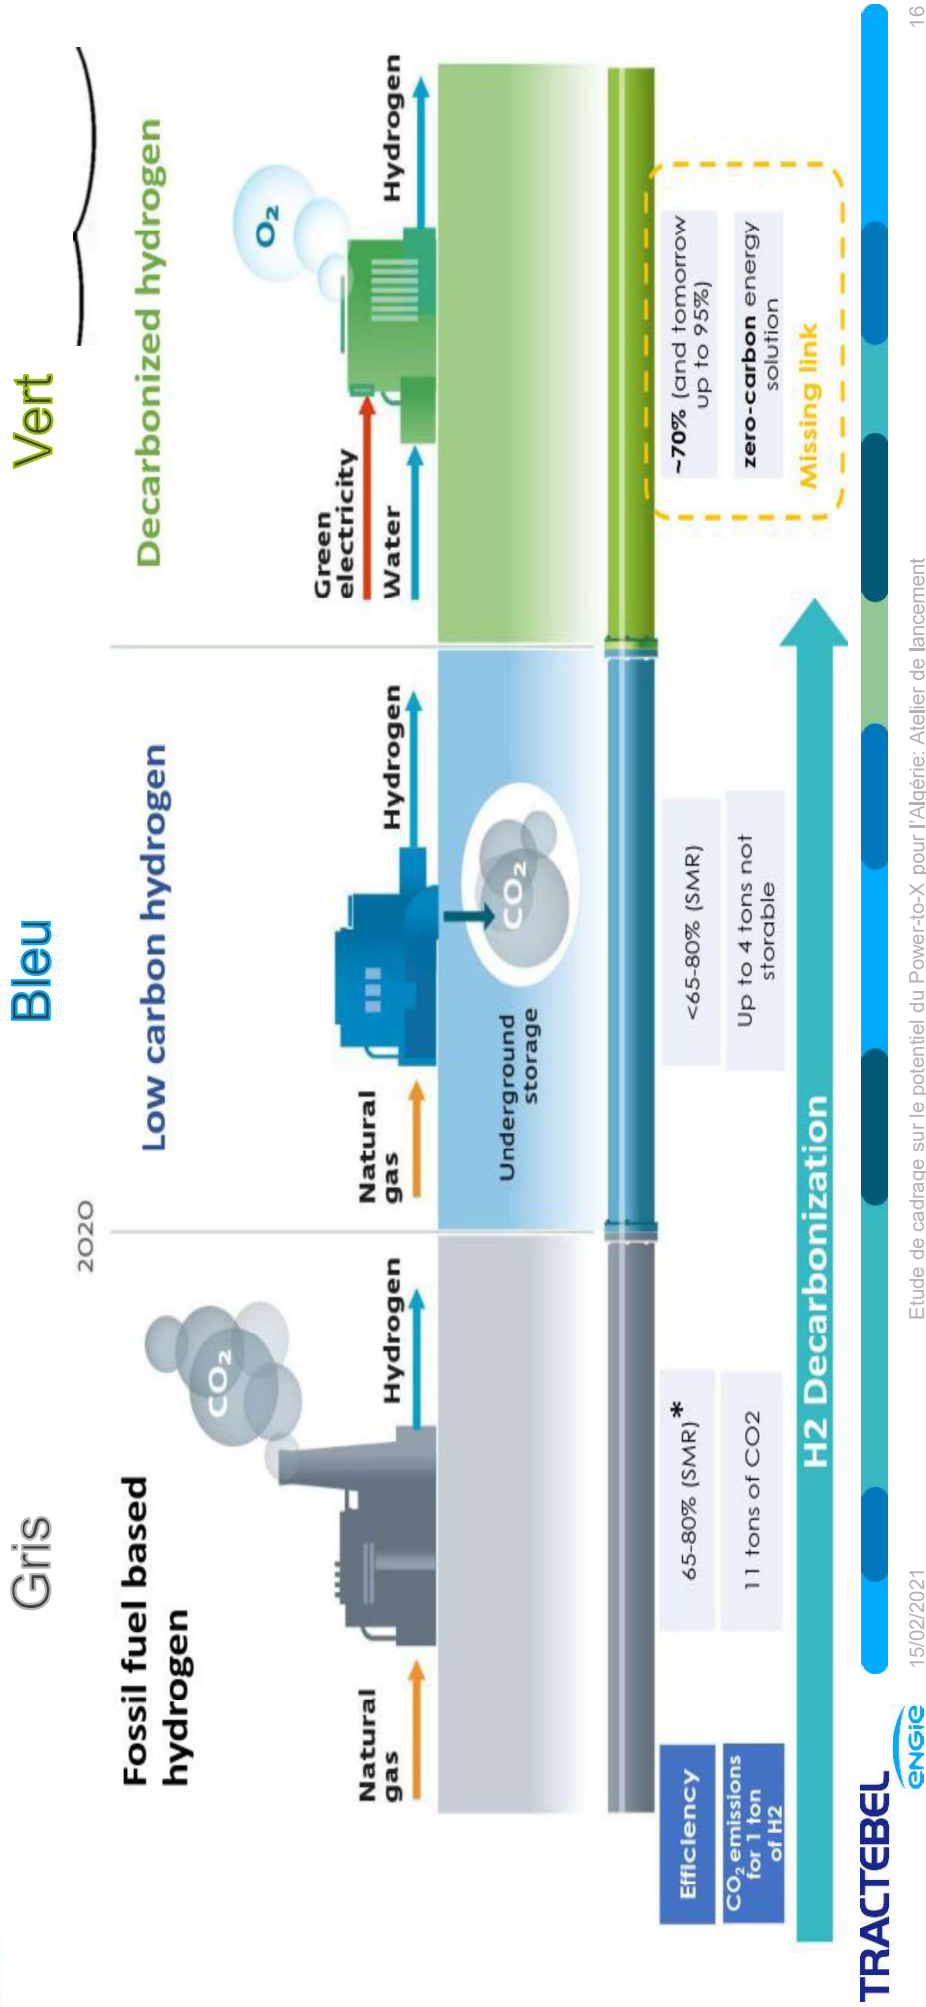 Gris
Bleu
Vert
2020
Fossil fuel based
hydrogen
Low carbon hydrogen
Decarbonized hydrogen
CO₂
Natural
gas
Hydrogen
Natural
gas
Hydrogen
Underground
storage
CO₂
O₂
Green
electricity
Water
Hydrogen
Efficiency
65-80% (SMR)*
<65-80% (SMR)
~70% (and tomorrow
up to 95%)
CO₂ emissions
for 1 ton
of H2
11 tons of CO2
Up to 4 tons not
storable
zero-carbon energy
solution
Missing link
H2 Decarbonization
TRACTEBEL
ENGIE
15/02/2021
Etude de cadrage sur le potentiel du Power-to-X pour l'Algérie: Atelier de lancement
16